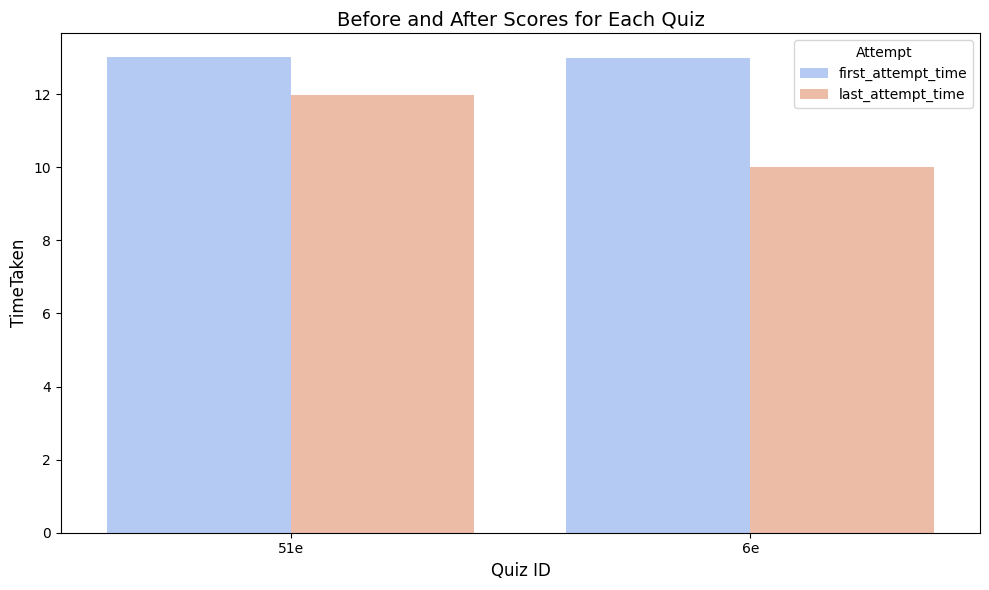 Before and After Scores for Each Quiz
Attempt
first_attempt_time
last_attempt_time
TimeTaken
12
10
8
6
4
2
0
51e
6e
Quiz ID